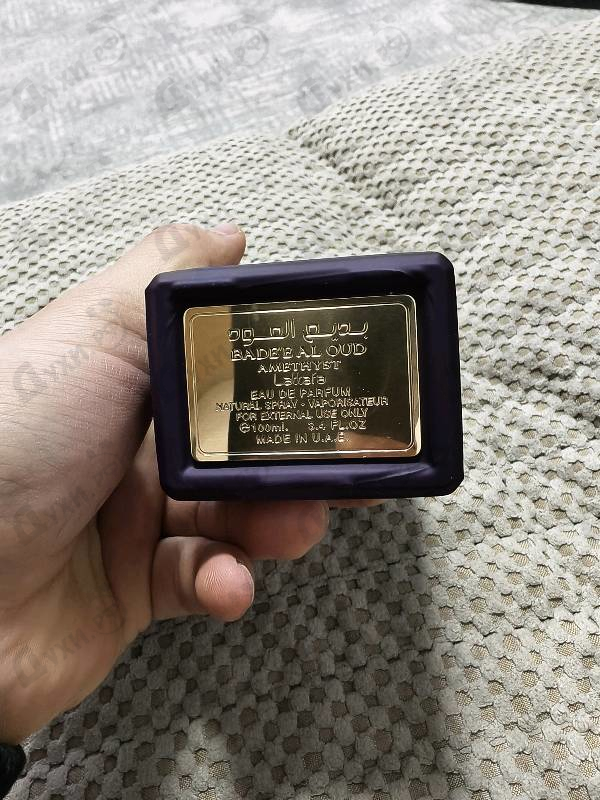 بديع العود
BADE'E AL OUD
AMETHYST
Lattafa
EAU DE PARFUM
NATURAL SPRAY • VAPORISATEUR
FOR EXTERNAL USE ONLY
℮100ml. 3.4 FL.OZ
MADE IN U.A.E